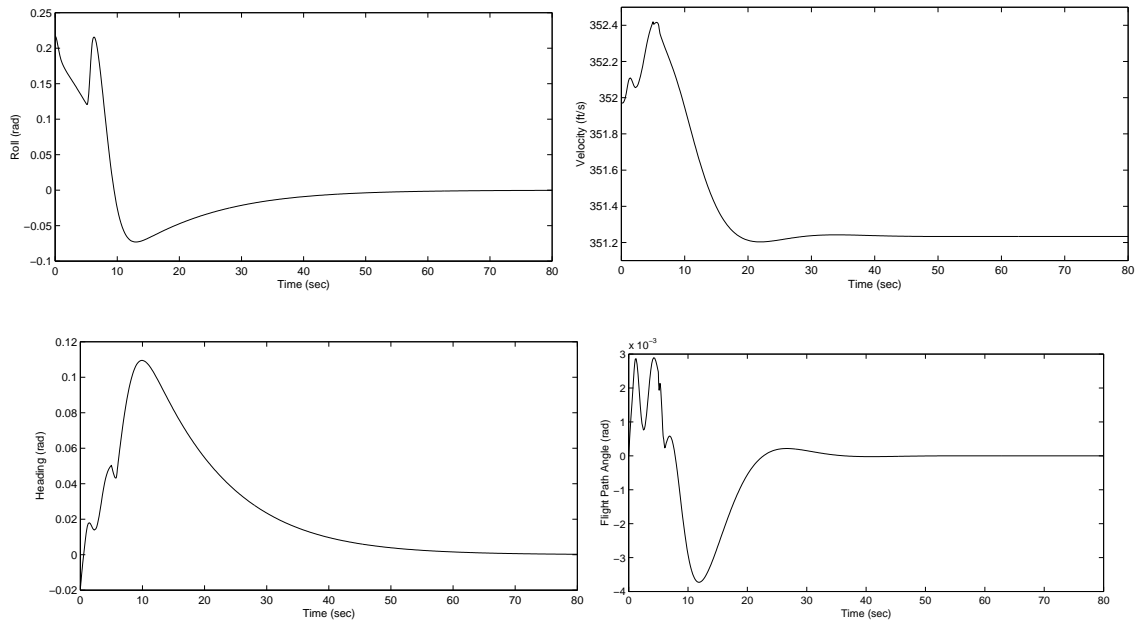 0.25
0.2
0.15
0.1
0.05
0
−0.05
−0.1
Roll (rad)
0 10 20 30 40 50 60 70 80
Time (sec)
352.4
352.2
352
351.8
351.6
351.4
351.2
Velocity (ft/s)
0 10 20 30 40 50 60 70 80
Time (sec)
0.12
0.1
0.08
0.06
0.04
0.02
0
−0.02
Heading (rad)
0 10 20 30 40 50 60 70 80
Time (sec)
x 10⁻³
3
2
1
0
−1
−2
−3
−4
Flight Path Angle (rad)
0 10 20 30 40 50 60 70 80
Time (sec)